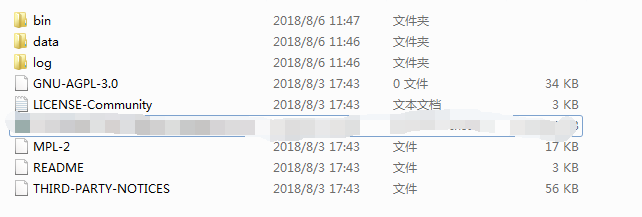 bin 2018/8/6 11:47 文件夹
data 2018/8/6 11:46 文件夹
log 2018/8/6 11:46 文件夹
GNU-AGPL-3.0 2018/8/3 17:43 0 文件 34 KB
LICENSE-Community 2018/8/3 17:43 文本文档 3 KB
MPL-2 2018/8/3 17:43 文件 17 KB
README 2018/8/3 17:43 文件 3 KB
THIRD-PARTY-NOTICES 2018/8/3 17:43 文件 56 KB